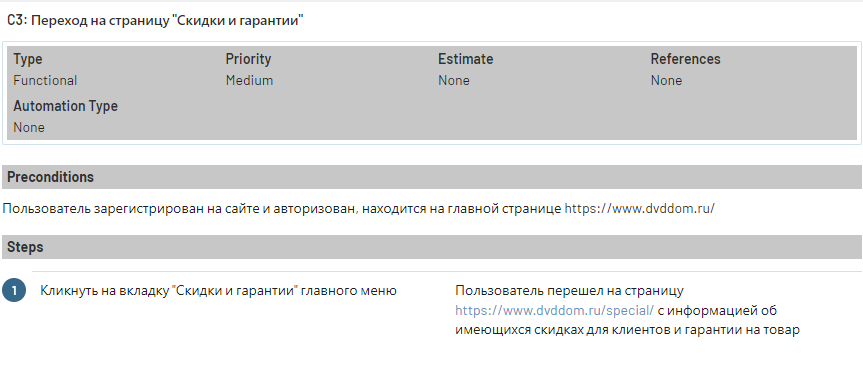 C3: Переход на страницу "Скидки и гарантии"
Type Priority Estimate References
Functional Medium None None
Automation Type
None
Preconditions
Пользователь зарегистрирован на сайте и авторизован, находится на главной странице https://www.dvddom.ru/
Steps
1 Кликнуть на вкладку "Скидки и гарантии" главного меню
Пользователь перешел на страницу
https://www.dvddom.ru/special/ с информацией об
имеющихся скидках для клиентов и гарантии на товар